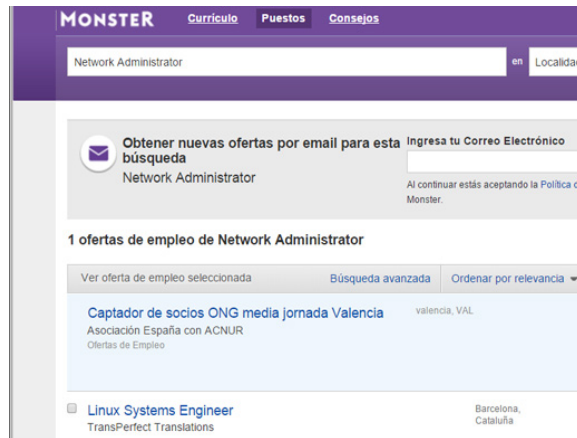 MONSTER Currículo Puestos Consejos
Network Administrator en Localidad
Obtener nuevas ofertas por email para esta
búsqueda
Network Administrator
Ingresa tu Correo Electrónico
Al continuar estás aceptando la Política d
Monster.
1 ofertas de empleo de Network Administrator
Ver oferta de empleo seleccionada Búsqueda avanzada Ordenar por relevancia
Captador de socios ONG media jornada Valencia valencia, VAL
Asociación España con ACNUR
Ofertas de Empleo
Linux Systems Engineer Barcelona,
Cataluña
TransPerfect Translations